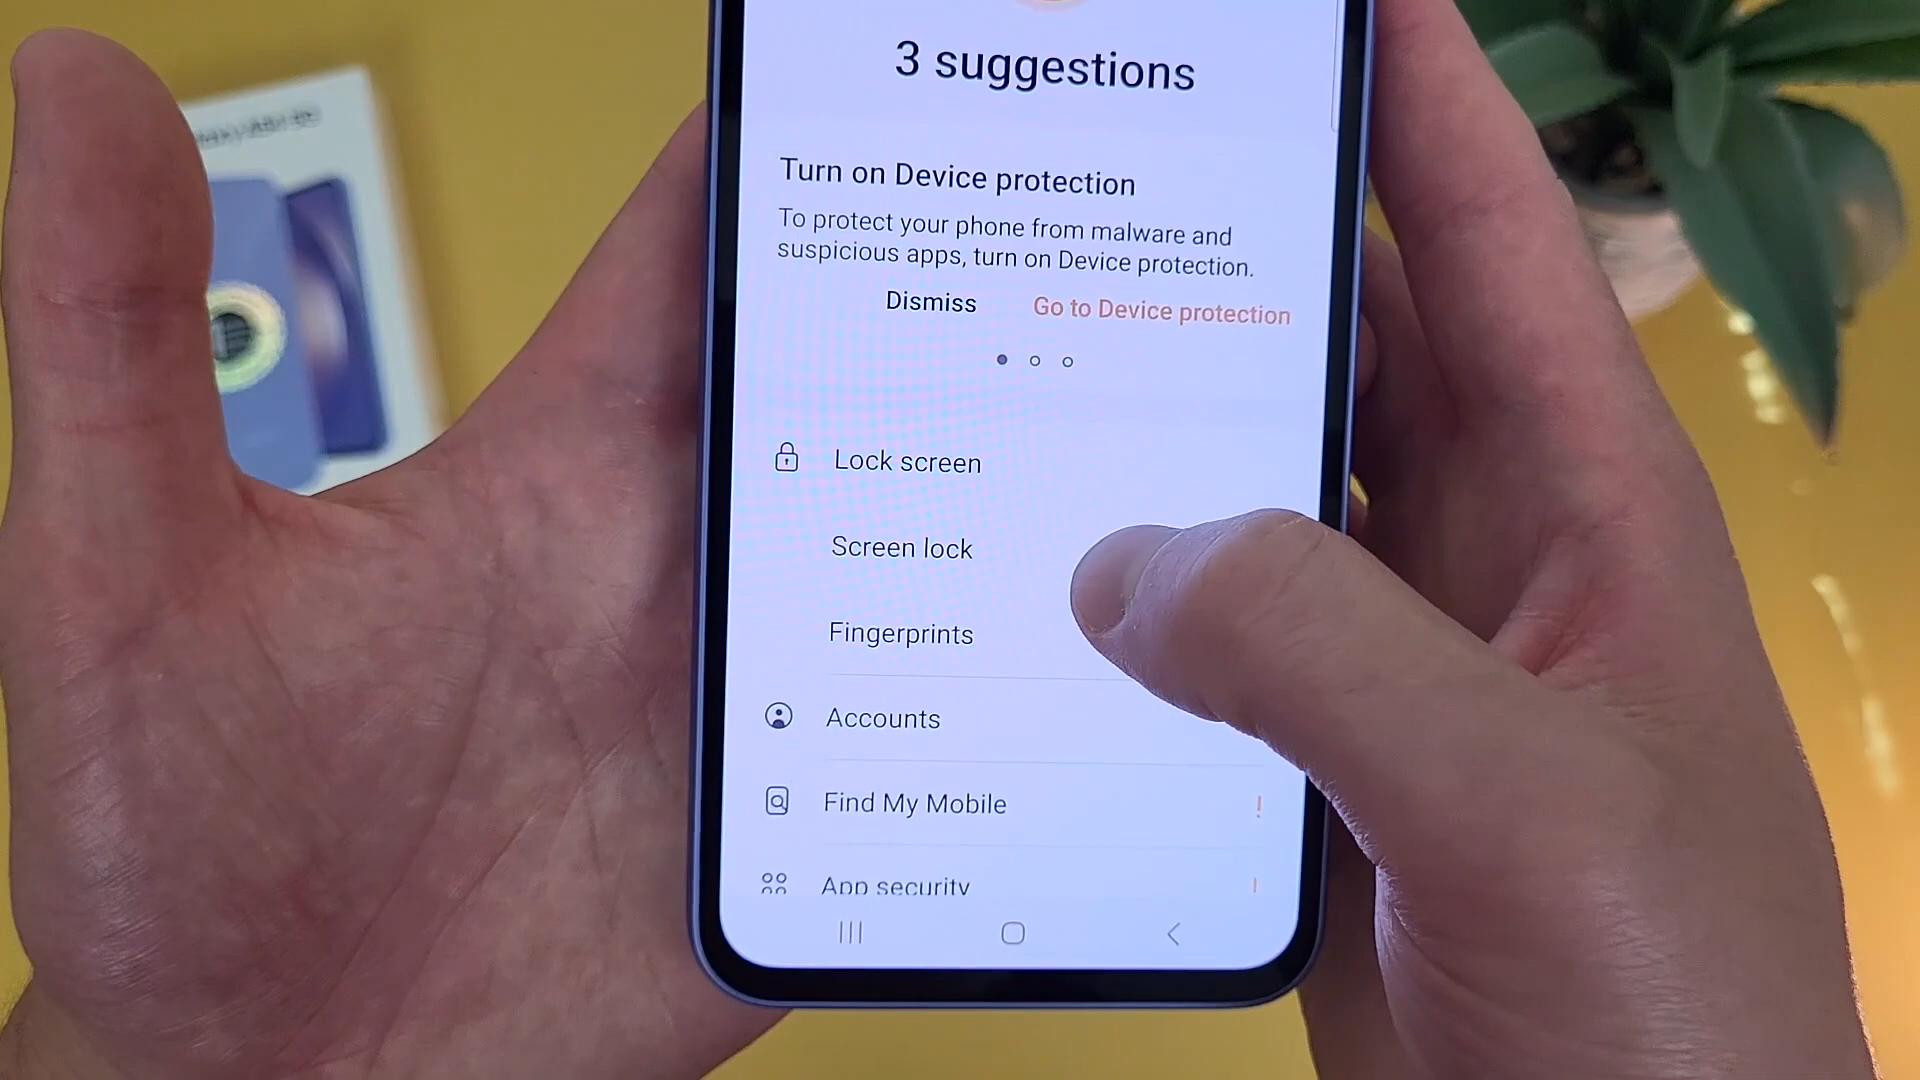 3 suggestions
Turn on Device protection
To protect your phone from malware and
suspicious apps, turn on Device protection.
Dismiss
Go to Device protection
Lock screen
Screen lock
Fingerprints
Accounts
Find My Mobile
!
App security